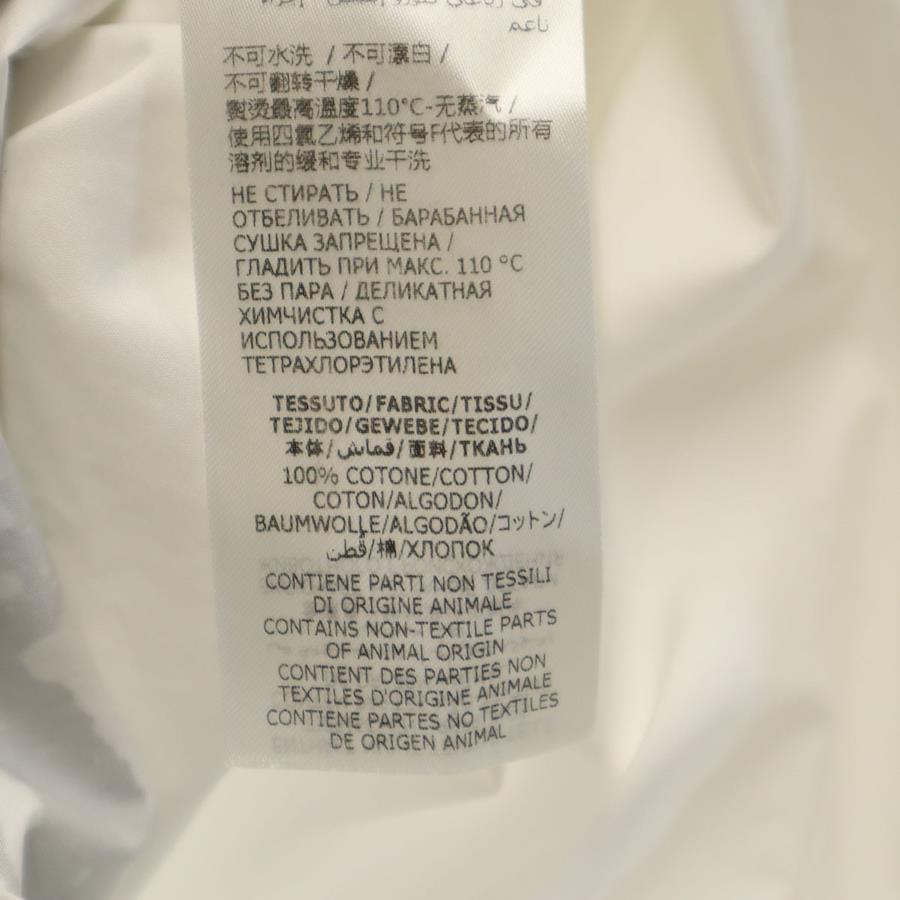 ناعم
不可水洗 / 不可漂白 /
不可翻转干燥 /
熨烫最高温度110°C-无蒸汽 /
使用四氯乙烯和符号F代表的所有
溶剂的缓和专业干洗
НЕ СТИРАТЬ / НЕ
ОТБЕЛИВАТЬ / БАРАБАННАЯ
СУШКА ЗАПРЕЩЕНА /
ГЛАДИТЬ ПРИ МАКС. 110 °C
БЕЗ ПАРА / ДЕЛИКАТНАЯ
ХИМЧИСТКА С
ИСПОЛЬЗОВАНИЕМ
ТЕТРАХЛОРЭТИЛЕНА
TESSUTO/FABRIC/TISSU/
TEJIDO/GEWEBE/TECIDO/
本体/قماش/面料/ТКАНЬ
100% COTONE/COTTON/
COTON/ALGODON/
BAUMWOLLE/ALGODÃO/コットン/
قُطن/棉/ХЛОПОК
CONTIENE PARTI NON TESSILI
DI ORIGINE ANIMALE
CONTAINS NON-TEXTILE PARTS
OF ANIMAL ORIGIN
CONTIENT DES PARTIES NON
TEXTILES D'ORIGINE ANIMALE
CONTIENE PARTES NO TEXTILES
DE ORIGEN ANIMAL